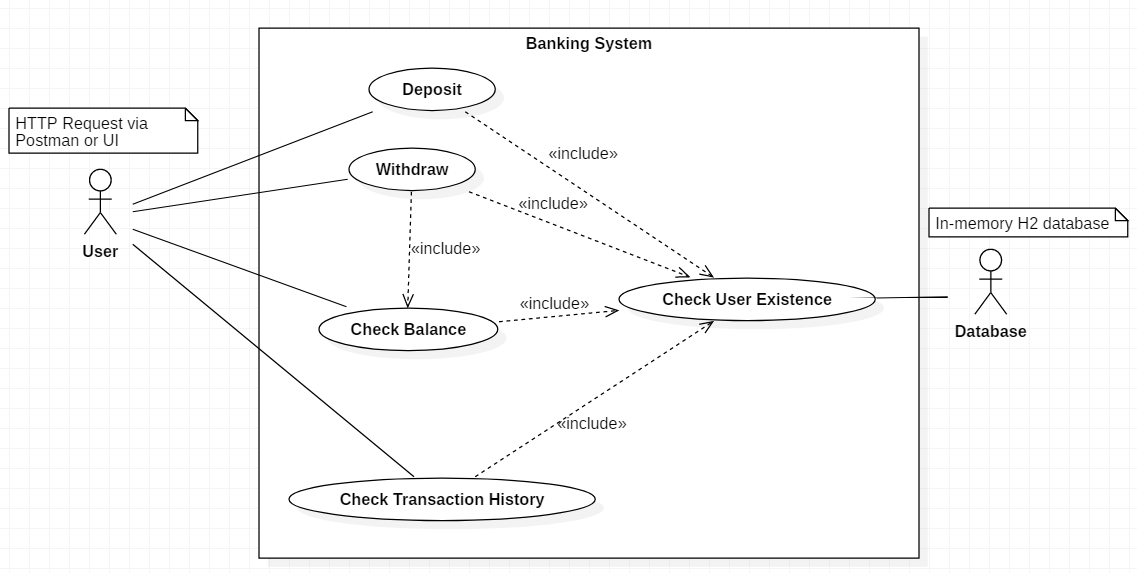 Banking System
Deposit
HTTP Request via
Postman or UI
«include»
Withdraw
«include»
In-memory H2 database
User
«include»
Check User Existence
«include»
Check Balance
Database
«include»
Check Transaction History